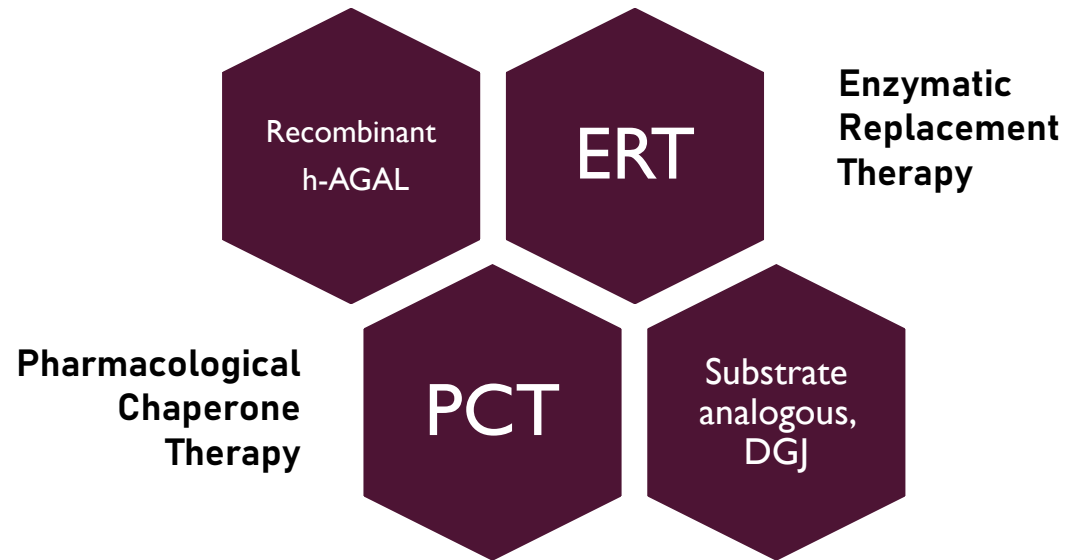 Recombinant
h-AGAL
ERT
Enzymatic
Replacement
Therapy
Pharmacological
Chaperone
Therapy
PCT
Substrate
analogous,
DGJ